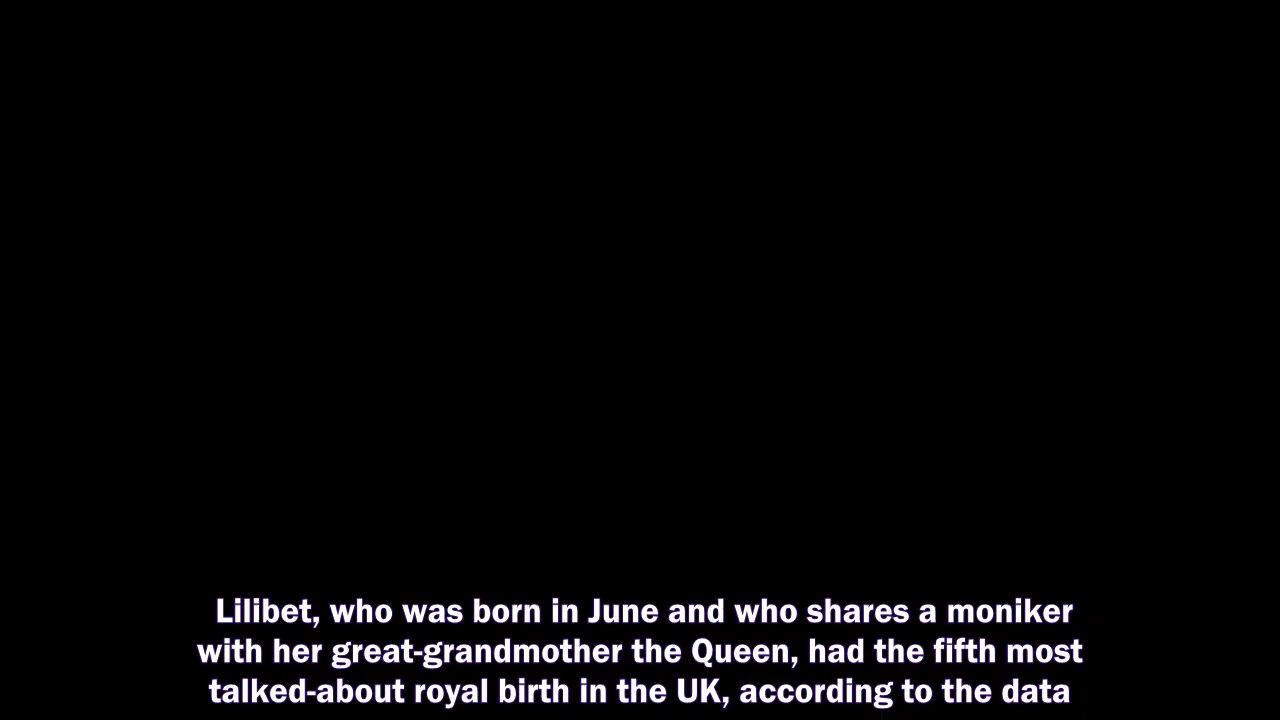 Lilibet, who was born in June and who shares a moniker
with her great-grandmother the Queen, had the fifth most
talked-about royal birth in the UK, according to the data